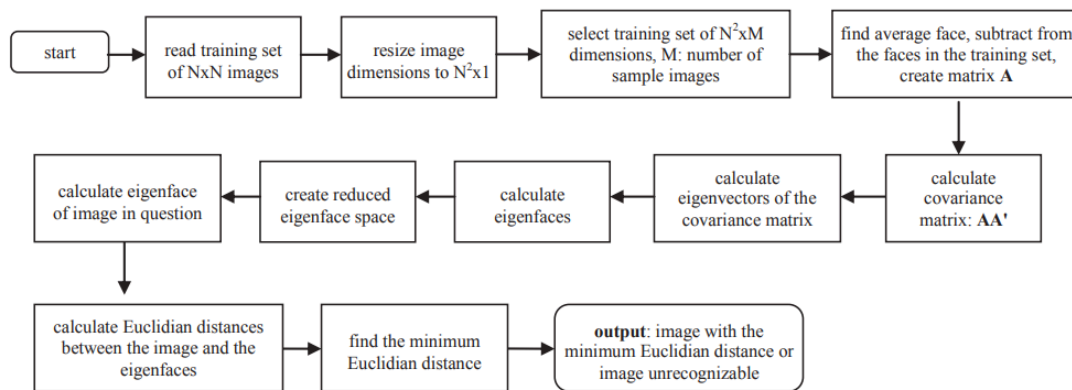 start
read training set
of NxN images
resize image
dimensions to N²x1
select training set of N²xM
dimensions, M: number of
sample images
find average face, subtract from
the faces in the training set,
create matrix A
calculate
covariance
matrix: AA'
calculate
eigenvectors of the
covariance matrix
calculate
eigenfaces
create reduced
eigenface space
calculate eigenface
of image in question
calculate Euclidian distances
between the image and the
eigenfaces
find the minimum
Euclidian distance
output: image with the
minimum Euclidian distance or
image unrecognizable